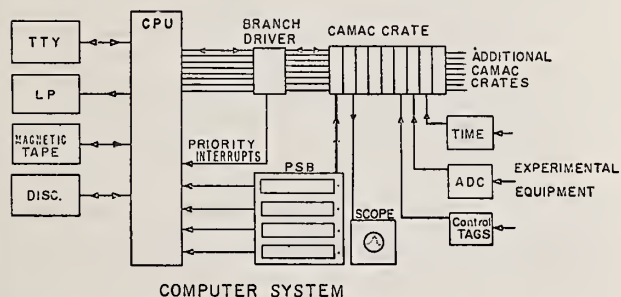 TTY
LP
MAGNETIC
TAPE
DISC.
CPU
BRANCH
DRIVER
CAMAC CRATE
ADDITIONAL
CAMAC
CRATES
PRIORITY
INTERRUPTS
PSB
SCOPE
TIME
ADC
Control
TAGS
EXPERIMENTAL
EQUIPMENT
COMPUTER SYSTEM